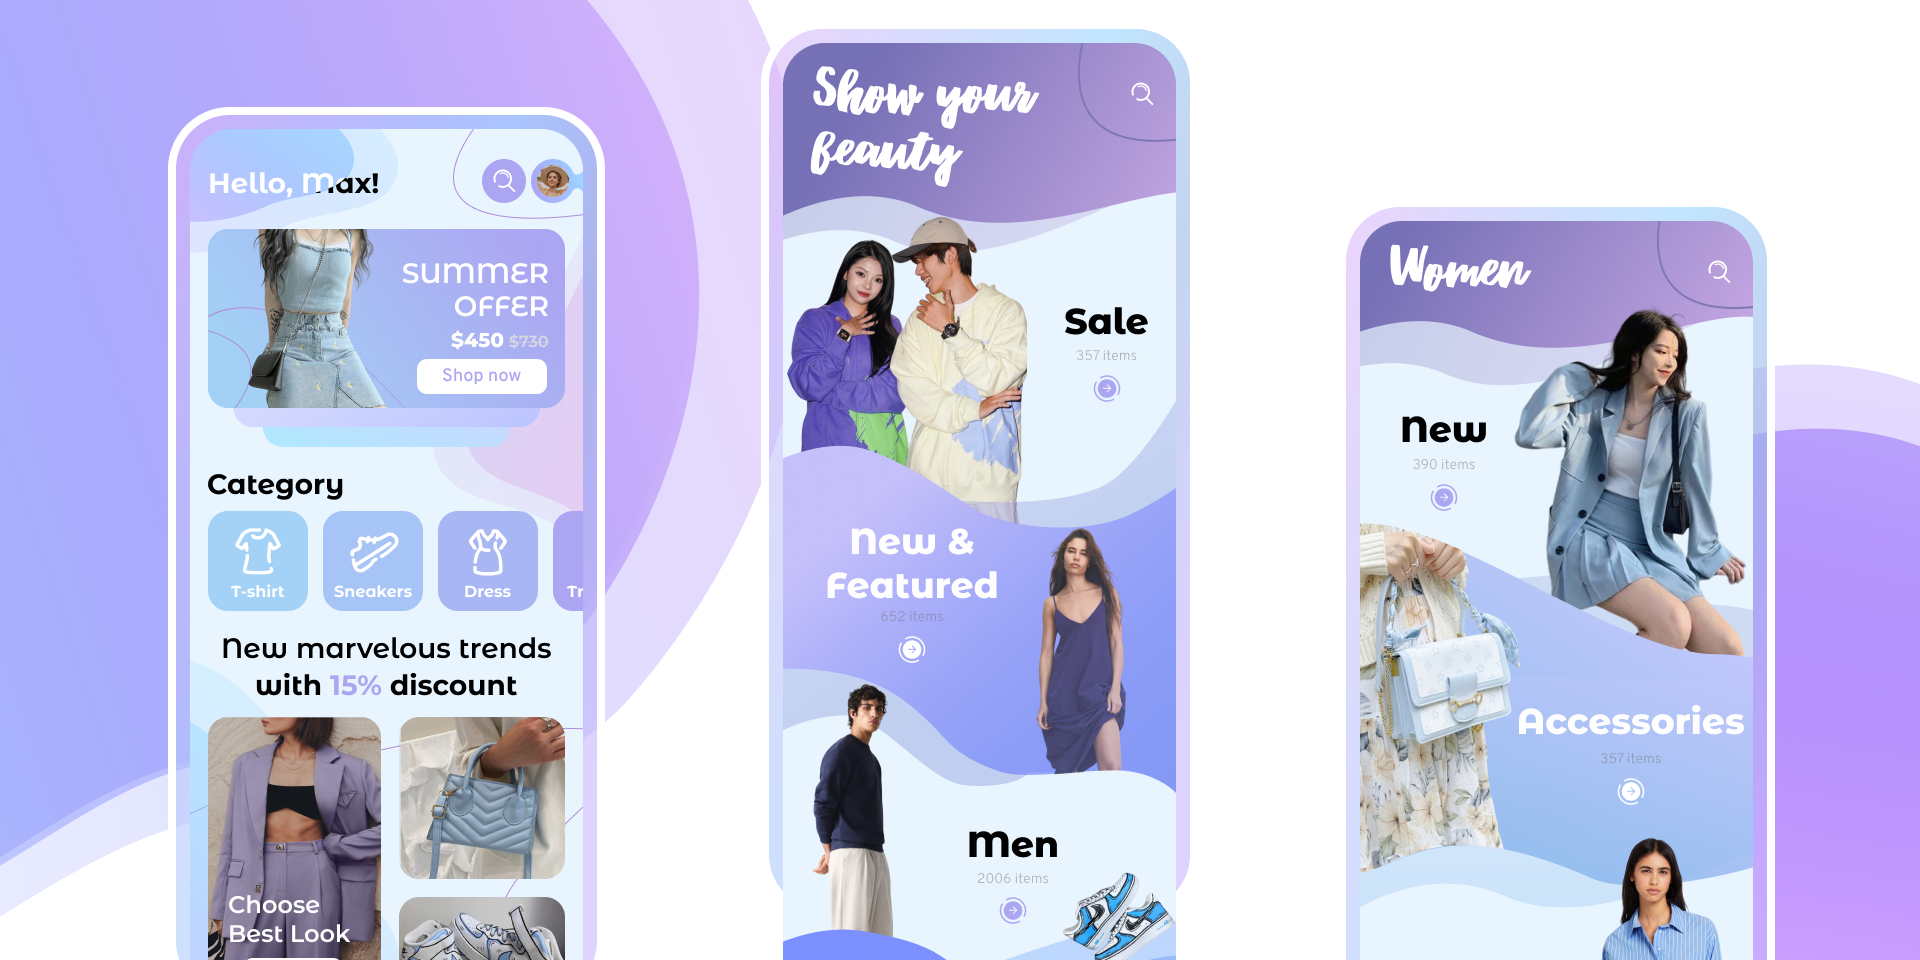 Hello, Max!
SUMMER
OFFER
$450 $730
Shop now
Category
T-shirt
Sneakers
Dress
Tr
New marvelous trends
with 15% discount
Choose
Best Look
Show your
Beauty
Sale
357 items
New &
Featured
652 items
Men
2006 items
Women
New
390 items
Accessories
357 items